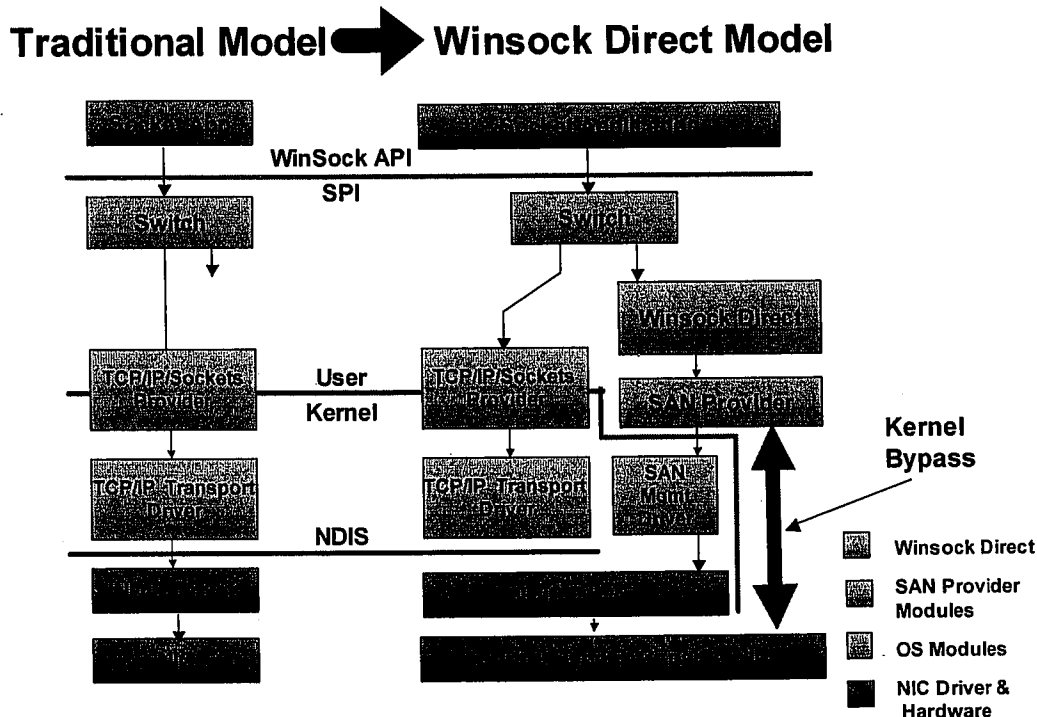 Traditional Model Winsock Direct Model
WinSock API
SPI
Switch
Switch
Winsock Direct
TCP/IP/Sockets
Provider
User
Kernel
TCP/IP/Sockets
Provider
SAN Provider
Kernel
Bypass
TCP/IP Transport
Driver
TCP/IP Transport
Driver
SAN
Mgmt
Driver
NDIS
Winsock Direct
SAN Provider
Modules
OS Modules
NIC Driver &
Hardware